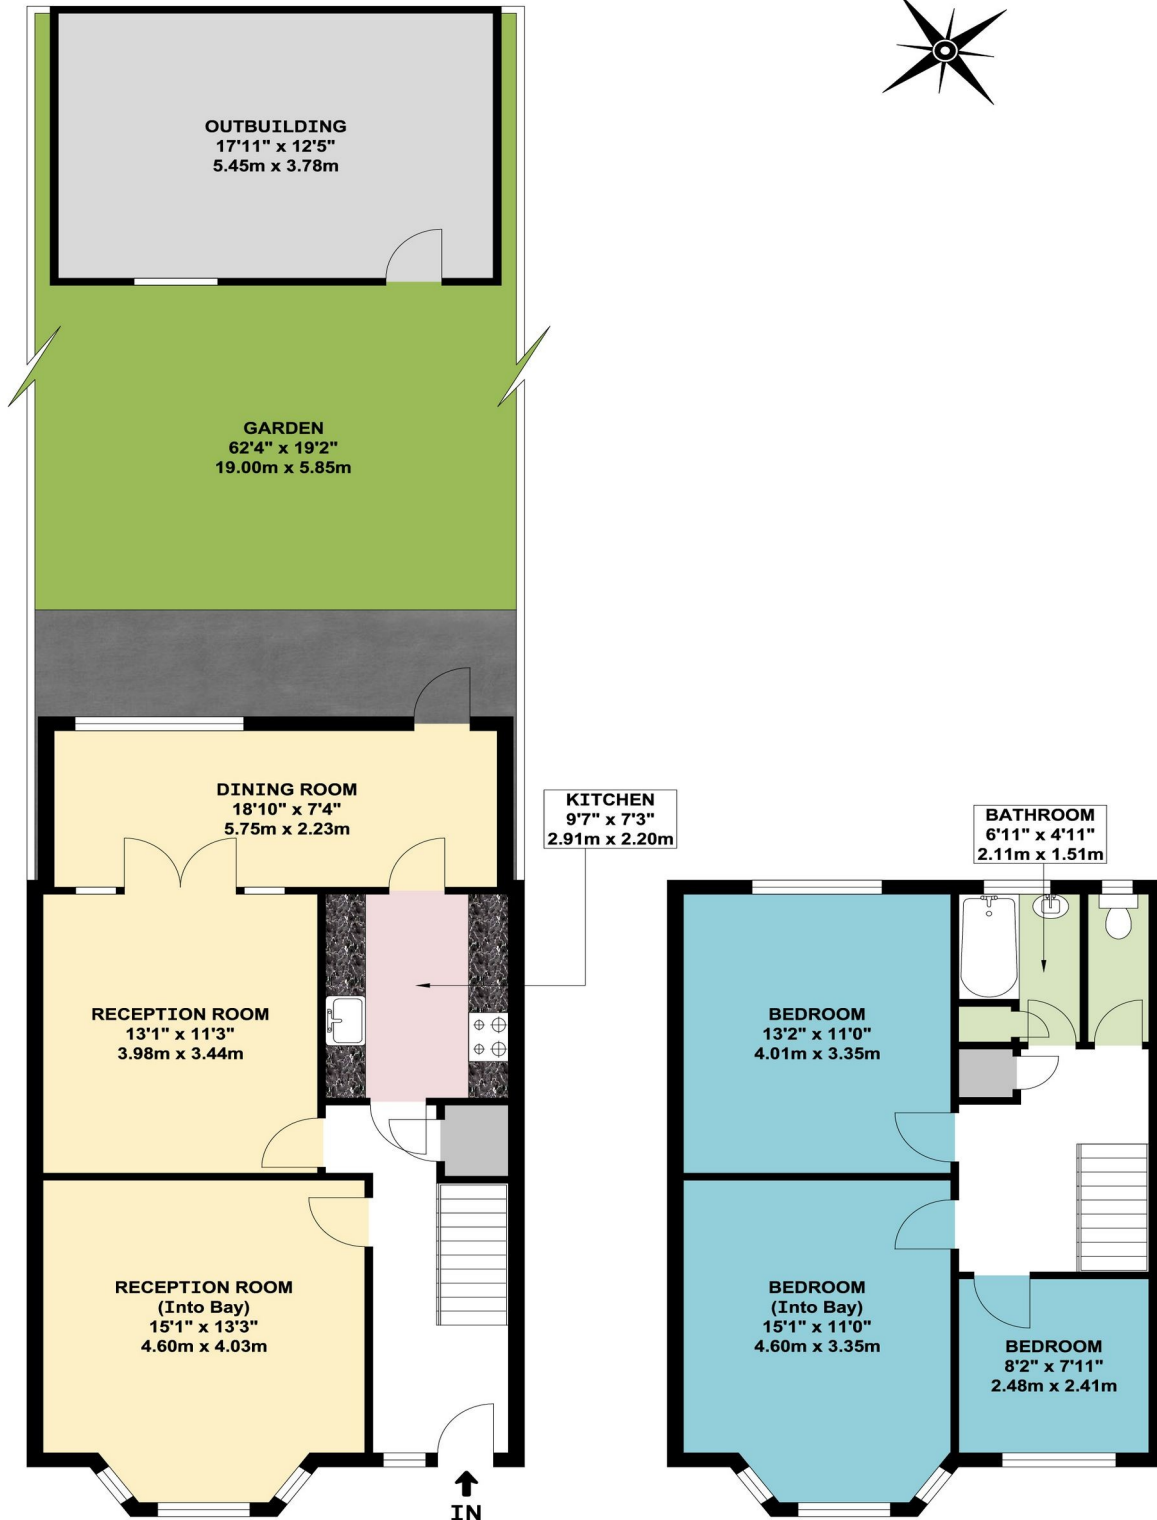 OUTBUILDING
17'11" x 12'5"
5.45m x 3.78m
GARDEN
62'4" x 19'2"
19.00m x 5.85m
DINING ROOM
18'10" x 7'4"
5.75m x 2.23m
KITCHEN
9'7" x 7'3"
2.91m x 2.20m
RECEPTION ROOM
13'1" x 11'3"
3.98m x 3.44m
RECEPTION ROOM
(Into Bay)
15'1" x 13'3"
4.60m x 4.03m
IN
BATHROOM
6'11" x 4'11"
2.11m x 1.51m
BEDROOM
13'2" x 11'0"
4.01m x 3.35m
BEDROOM
(Into Bay)
15'1" x 11'0"
4.60m x 3.35m
BEDROOM
8'2" x 7'11"
2.48m x 2.41m